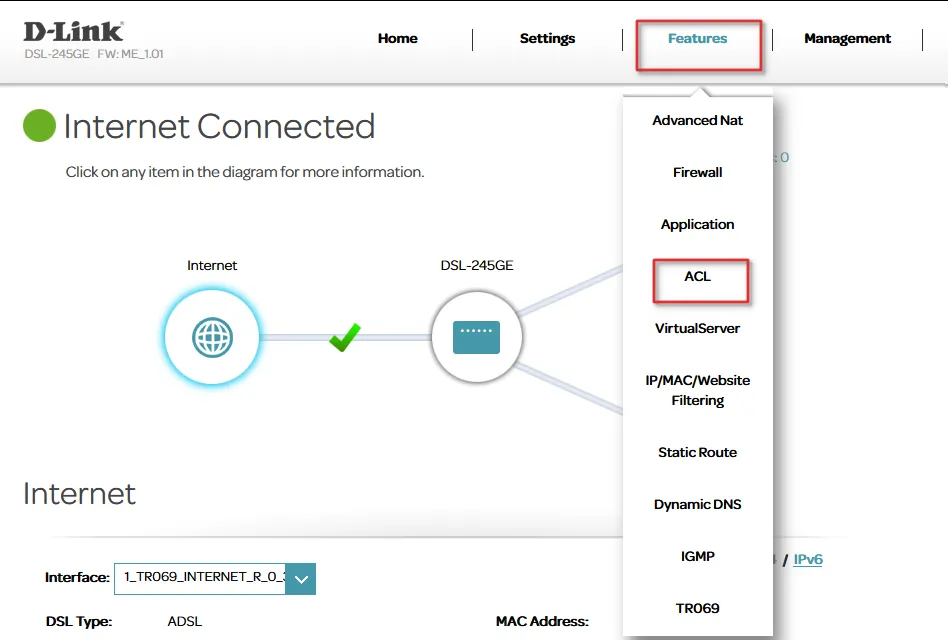 D-Link
DSL-245GE FW: ME_1.01
Home
Settings
Features
Management
Internet Connected
Click on any item in the diagram for more information.
Advanced Nat
Firewall
: 0
Application
ACL
VirtualServer
IP/MAC/Website
Filtering
Static Route
Dynamic DNS
IGMP
TR069
Internet
DSL-245GE
Internet
/ IPv6
Interface: 1_TR069_INTERNET_R_0_
DSL Type: ADSL
MAC Address: